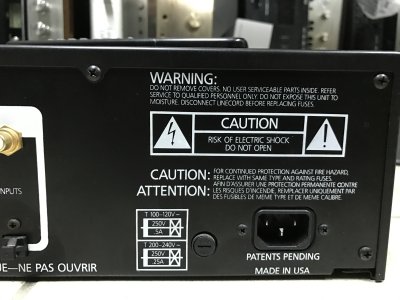 WARNING:
DO NOT REMOVE COVERS. NO USER SERVICEABLE PARTS INSIDE. REFER
SERVICE TO QUALIFIED PERSONNEL ONLY. DO NOT EXPOSE THIS UNIT TO
MOISTURE. DISCONNECT LINECORD BEFORE REPLACING FUSES.
CAUTION
RISK OF ELECTRIC SHOCK
DO NOT OPEN
CAUTION:
FOR CONTINUED PROTECTION AGAINST FIRE HAZARD,
REPLACE WITH SAME TYPE AND RATING FUSES.
ATTENTION:
AFIN D'ASSURER UNE PROTECTION PERMANENTE CONTRE
LES RISQUES D'INCENDIE, REMPLACER UNIQUEMENT PAR
DES FUSIBLES DE MEME TYPE ET DE MEME CALIBRE.
INPUTS
T 100-120V~
250V
.5A
T 200-240V~
250V
.25A
PATENTS PENDING
MADE IN USA
UE—NE PAS OUVRIR